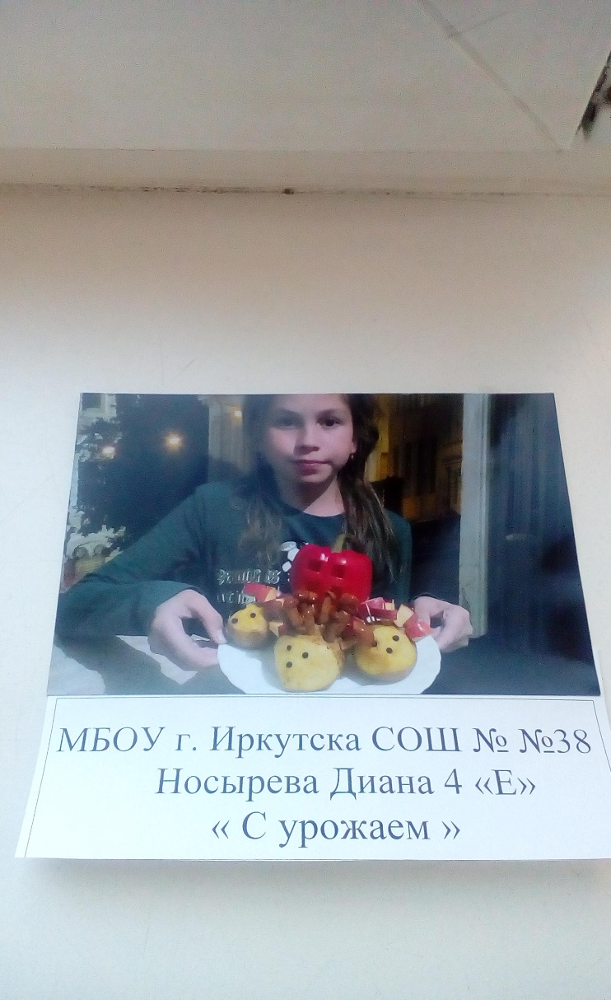 МБОУ г. Иркутска СОШ № №38
Носырева Диана 4 «Е»
« С урожаем »